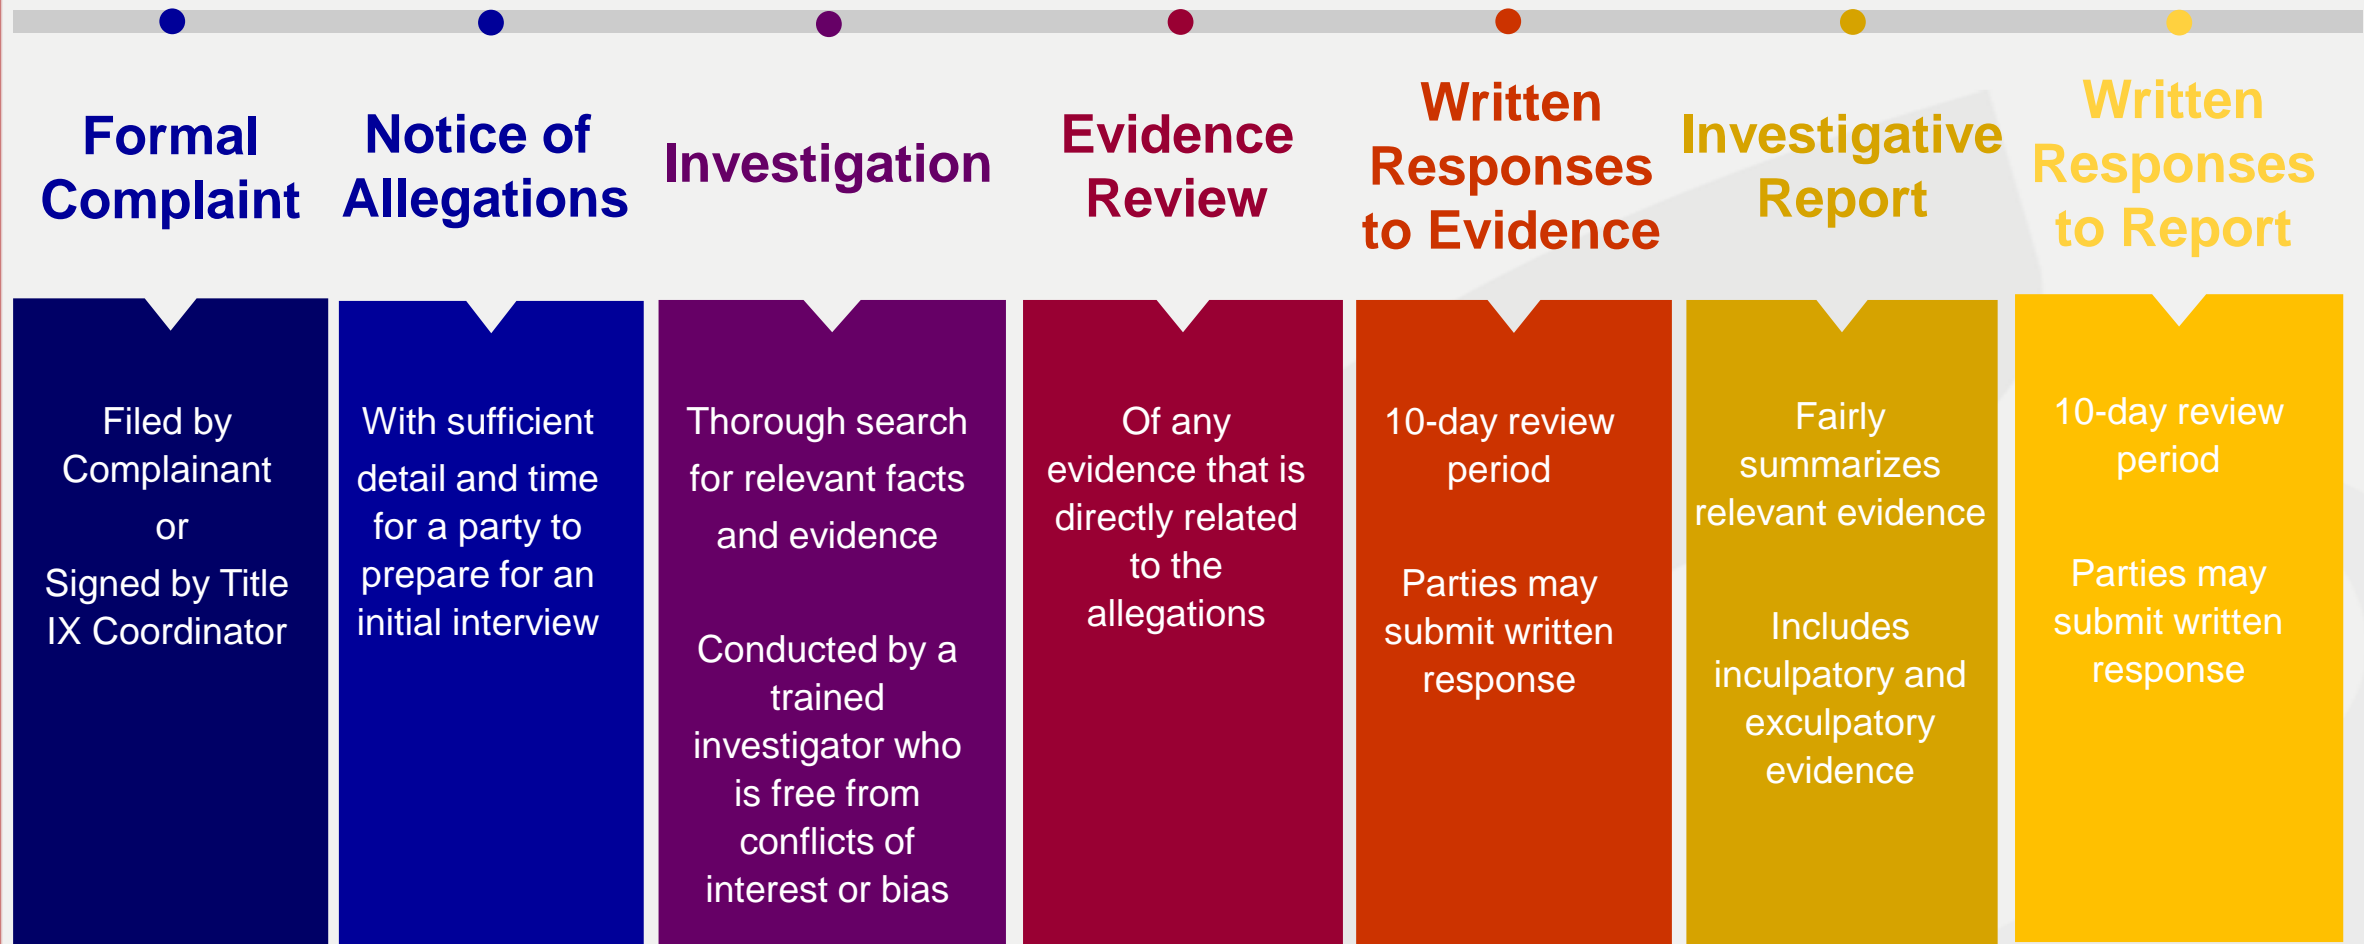 Formal
Complaint
Notice of
Allegations
Investigation
Evidence
Review
Written
Responses
to Evidence
Investigative
Report
Written
Responses
to Report
Filed by
Complainant
or
Signed by Title
IX Coordinator
With sufficient
detail and time
for a party to
prepare for an
initial interview
Thorough search
for relevant facts
and evidence
Conducted by a
trained
investigator who
is free from
conflicts of
interest or bias
Of any
evidence that is
directly related
to the
allegations
10-day review
period
Parties may
submit written
response
Fairly
summarizes
relevant evidence
Includes
inculpatory and
exculpatory
evidence
10-day review
period
Parties may
submit written
response